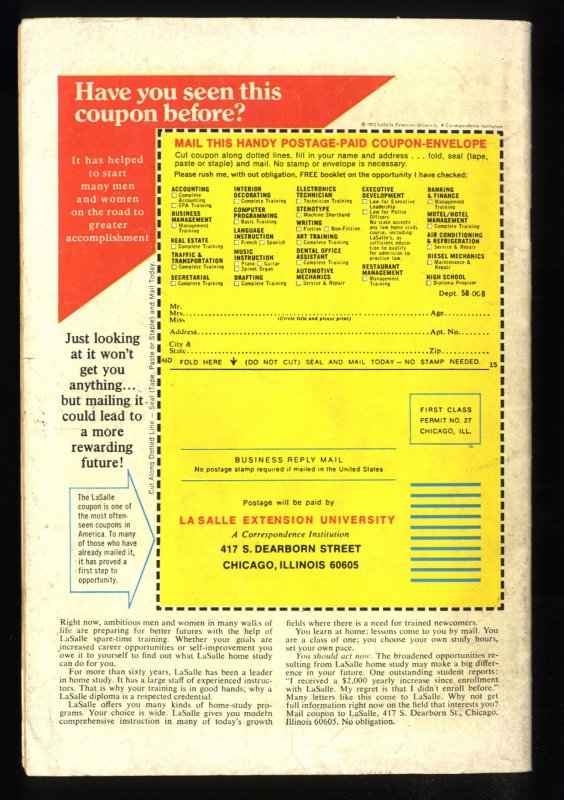 Have you seen this
coupon before?
© 1972 LaSalle Extension University A Correspondence Institution
It has helped
to start
many men
and women
on the road to
greater
accomplishment
MAIL THIS HANDY POSTAGE-PAID COUPON-ENVELOPE
Cut coupon along dotted lines, fill in your name and address . . . fold, seal (tape,
paste or staple) and mail. No stamp or envelope is necessary.
Please rush me, with out obligation, FREE booklet on the opportunity I have checked:
ACCOUNTING
Complete
Accounting
CPA Training
BUSINESS
MANAGEMENT
Management
Training
REAL ESTATE
Complete Training
TRAFFIC &
TRANSPORTATION
Complete Training
SECRETARIAL
Complete Training
INTERIOR
DECORATING
Complete Training
COMPUTER
PROGRAMMING
Basic Training
LANGUAGE
INSTRUCTION
French Spanish
MUSIC
INSTRUCTION
Piano Guitar
Spinet Organ
DRAFTING
Complete Training
ELECTRONICS
TECHNICIAN
Technician Training
STENOTYPE
Machine Shorthand
WRITING
Fiction Non-Fiction
ART TRAINING
Complete Training
DENTAL OFFICE
ASSISTANT
Complete Training
AUTOMOTIVE
MECHANICS
Service & Repair
EXECUTIVE
DEVELOPMENT
Law for Executive
Leadership
Law for Police
Officers
No state accepts
any law home study
course, including
LaSalle's, as
sufficient educa-
tion to qualify
for admission to
practice law.
RESTAURANT
MANAGEMENT
Management
Training
BANKING
& FINANCE
Management
Training
MOTEL/HOTEL
MANAGEMENT
Complete Training
AIR CONDITIONING
& REFRIGERATION
Service & Repair
DIESEL MECHANICS
Maintenance &
Repair
HIGH SCHOOL
Diploma Program
Dept. 58-008
Mr.
Mrs. Age
Miss (Circle title and please print)
Address Apt. No.
City &
State Zip
46D FOLD HERE (DO NOT CUT) SEAL AND MAIL TODAY – NO STAMP NEEDED. 15
Cut Along Dotted Line – Seal (Tape, Paste or Staple) and Mail Today
Just looking
at it won't
get you
anything...
but mailing it
could lead to
a more
rewarding
future!
FIRST CLASS
PERMIT NO. 27
CHICAGO, ILL.
BUSINESS REPLY MAIL
No postage stamp required if mailed in the United States
Postage will be paid by
LA SALLE EXTENSION UNIVERSITY
A Correspondence Institution
417 S. DEARBORN STREET
CHICAGO, ILLINOIS 60605
The LaSalle
coupon is one of
the most often-
seen coupons in
America. To many
of those who have
already mailed it,
it has proved a
first step to
opportunity.
Right now, ambitious men and women in many walks of
life are preparing for better futures with the help of
LaSalle spare-time training. Whether your goals are
increased career opportunities or self-improvement you
owe it to yourself to find out what LaSalle home study
can do for you.
For more than sixty years, LaSalle has been a leader
in home study. It has a large staff of experienced instruc-
tors. That is why your training is in good hands; why a
LaSalle diploma is a respected credential.
LaSalle offers you many kinds of home-study pro-
grams. Your choice is wide. LaSalle gives you modern
comprehensive instruction in many of today's growth
fields where there is a need for trained newcomers.
You learn at home; lessons come to you by mail. You
are a class of one; you choose your own study hours,
set your own pace.
You should act now. The broadened opportunities re-
sulting from LaSalle home study may make a big differ-
ence in your future. One outstanding student reports:
"I received a $2,000 yearly increase since enrollment
with LaSalle. My regret is that I didn't enroll before."
Many letters like this come to LaSalle. Why not get
full information right now on the field that interests you?
Mail coupon to LaSalle, 417 S. Dearborn St., Chicago,
Illinois 60605. No obligation.